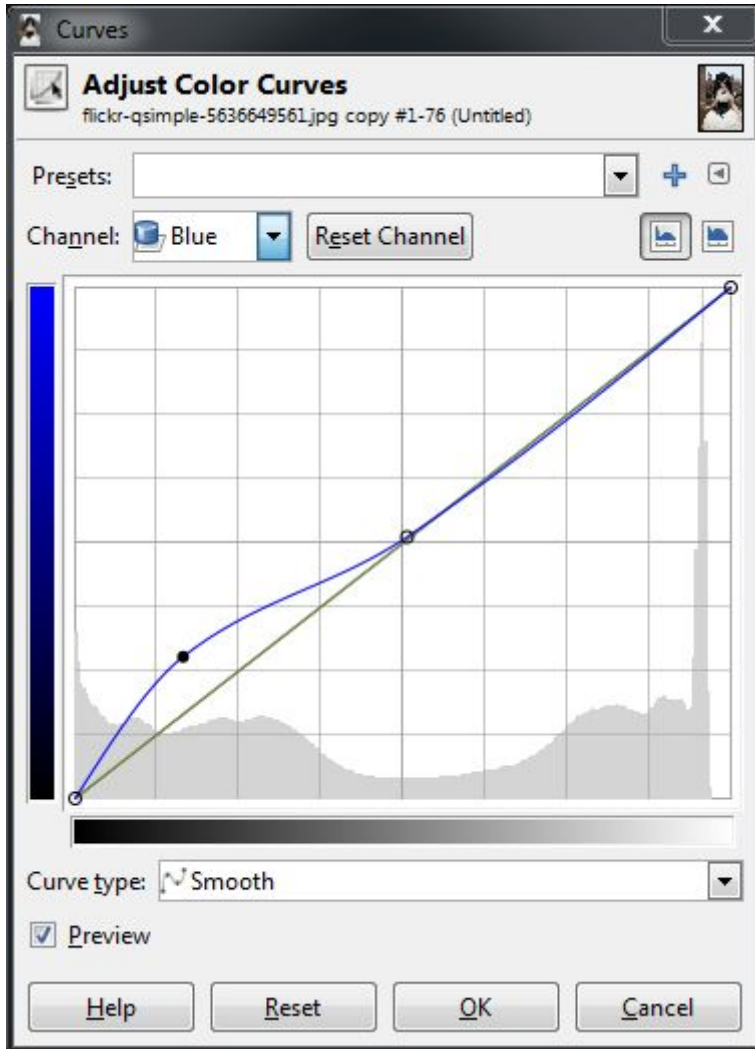 Curves
x
Adjust Color Curves
flickr-qsimple-5636649561.jpg copy #1-76 (Untitled)
Presets:
Channel: Blue Reset Channel
Curve type: Smooth
Preview
Help Reset OK Cancel